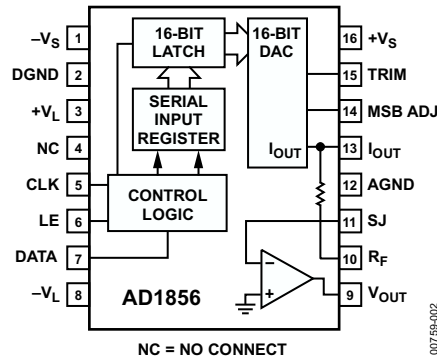 –VS 1
DGND 2
+VL 3
NC 4
CLK 5
LE 6
DATA 7
–VL 8
16-BIT
LATCH
SERIAL
INPUT
REGISTER
CONTROL
LOGIC
16-BIT
DAC
IOUT
–
+
AD1856
16 +VS
15 TRIM
14 MSB ADJ
13 IOUT
12 AGND
11 SJ
10 RF
9 VOUT
NC = NO CONNECT
00759-002